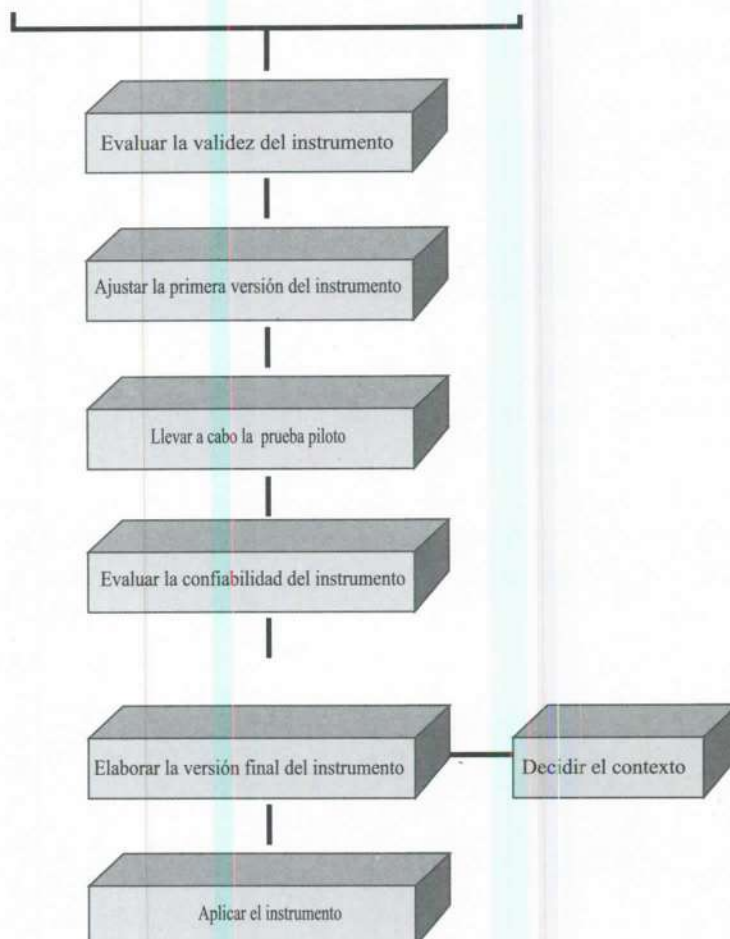 Evaluar la validez del instrumento
Ajustar la primera versión del instrumento
Llevar a cabo la prueba piloto
Evaluar la confiabilidad del instrumento
Elaborar la versión final del instrumento
Decidir el contexto
Aplicar el instrumento